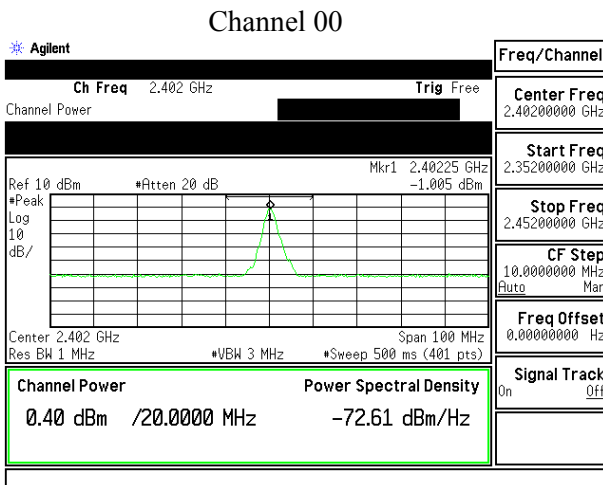 Channel 00
Agilent
Freq/Channel
Ch Freq 2.402 GHz Trig Free
Channel Power
Center Freq
2.40200000 GHz
Start Freq
2.35200000 GHz
Stop Freq
2.45200000 GHz
CF Step
10.0000000 MHz
Auto Man
Freq Offset
0.00000000 Hz
Signal Track
On Off
Mkr1 2.40225 GHz
Ref 10 dBm #Atten 20 dB -1.005 dBm
#Peak
Log
10
dB/
1
Center 2.402 GHz Span 100 MHz
Res BW 1 MHz #VBW 3 MHz #Sweep 500 ms (401 pts)
Channel Power Power Spectral Density
0.40 dBm /20.0000 MHz -72.61 dBm/Hz